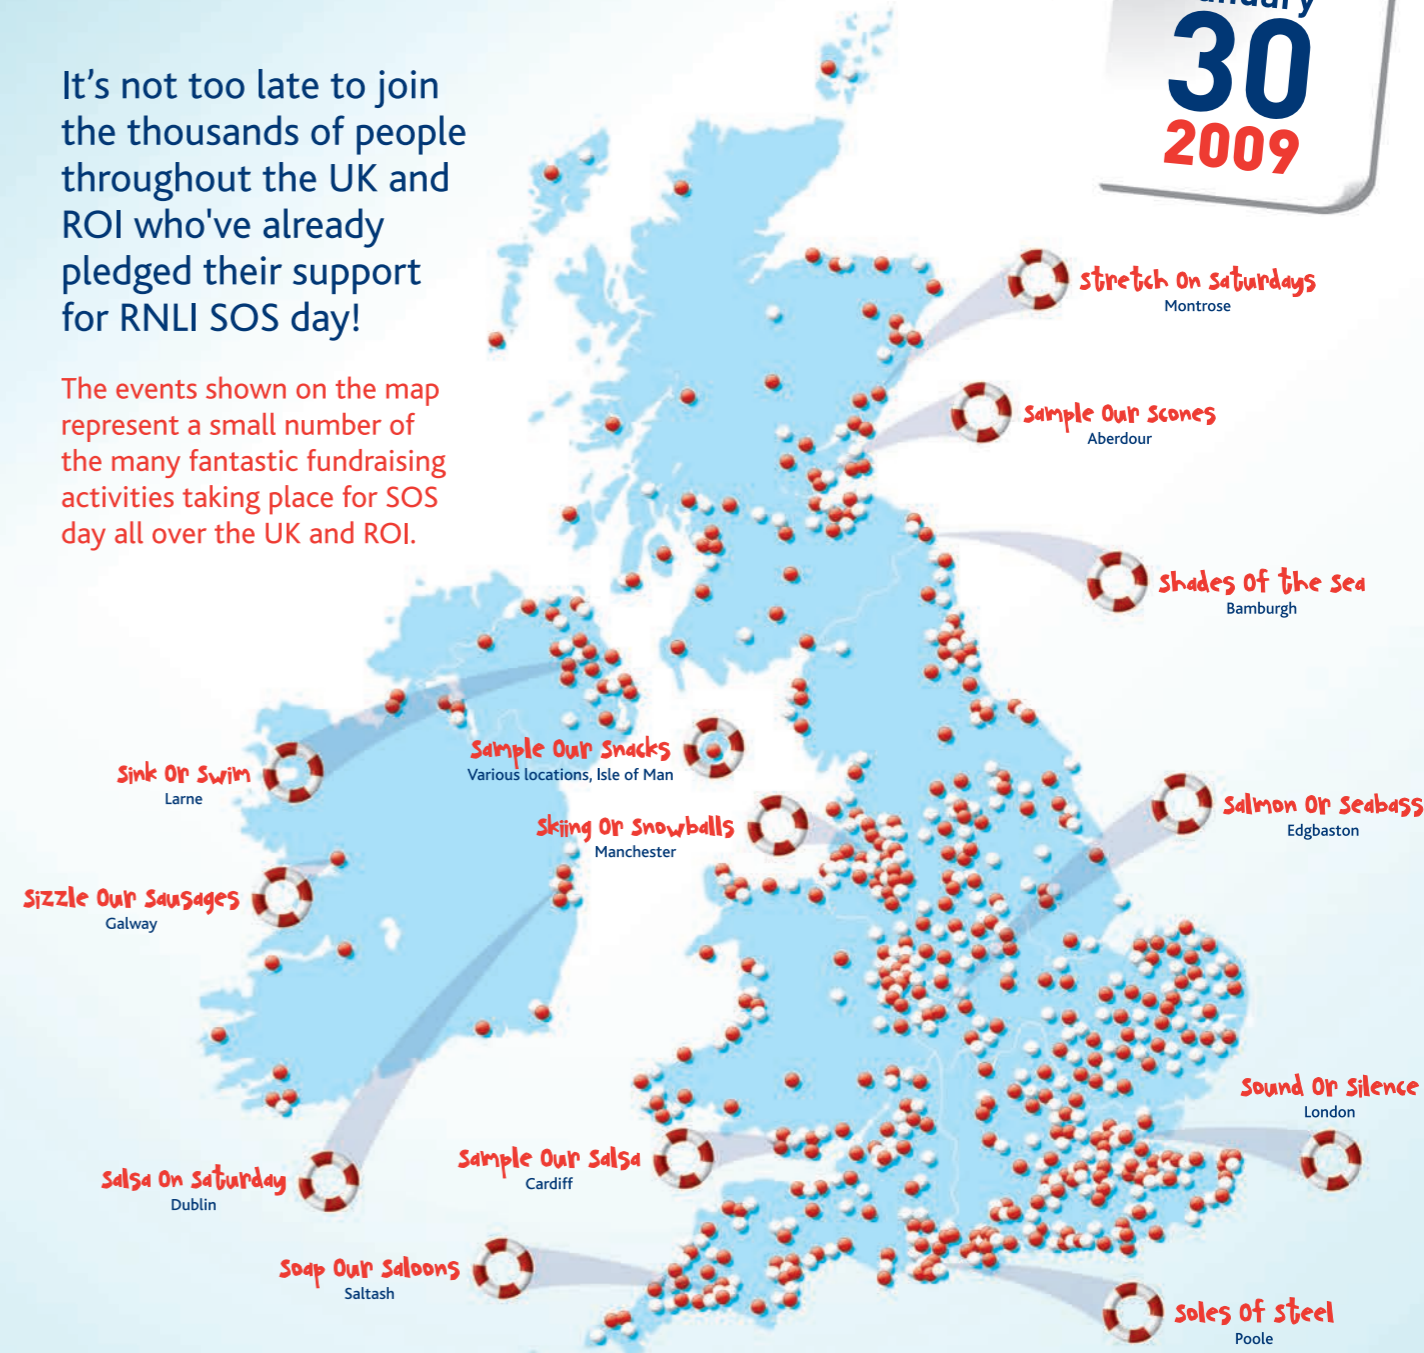 30
2009
It's not too late to join
the thousands of people
throughout the UK and
ROI who've already
pledged their support
for RNLI SOS day!
The events shown on the map
represent a small number of
the many fantastic fundraising
activities taking place for SOS
day all over the UK and ROI.
Stretch On Saturdays
Montrose
Sample Our Scones
Aberdour
Shades Of the Sea
Bamburgh
Sample Our Snacks
Various locations, Isle of Man
Sink Or Swim
Larne
Skiing Or Snowballs
Manchester
Salmon Or Seabass
Edgbaston
Sizzle Our Sausages
Galway
Sound Or Silence
London
Sample Our Salsa
Cardiff
Salsa On Saturday
Dublin
Soap Our Saloons
Saltash
Soles Of Steel
Poole